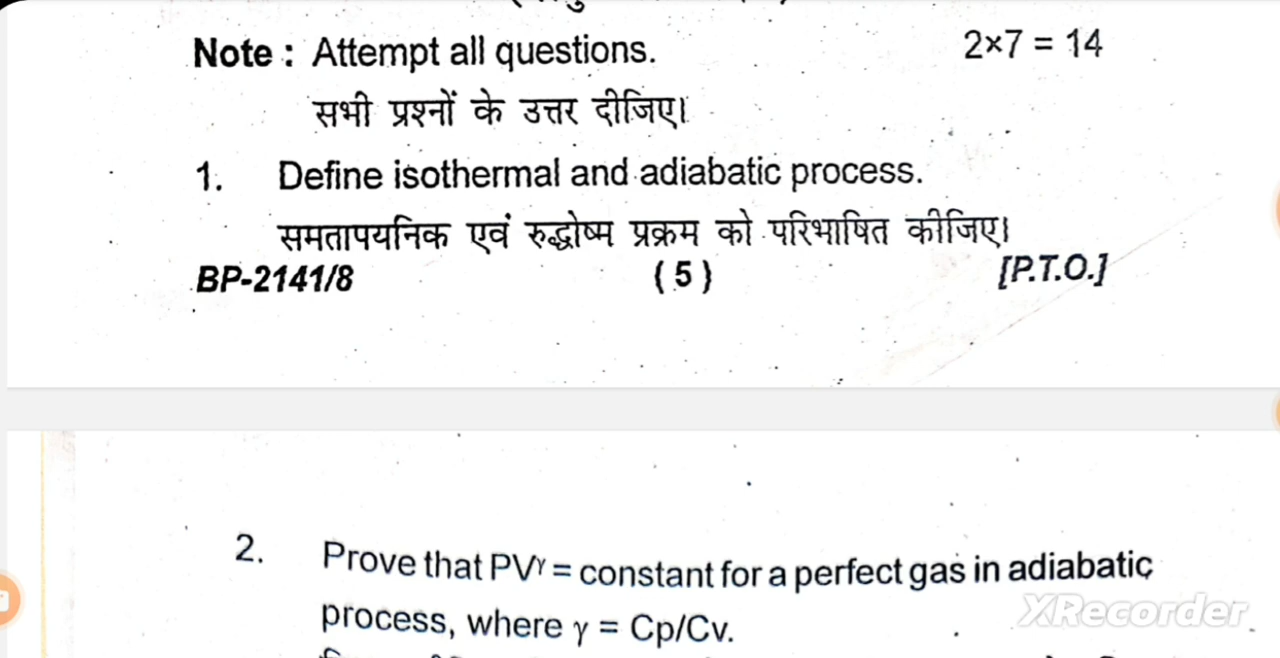 Note : Attempt all questions. 2×7 = 14
सभी प्रश्नों के उत्तर दीजिए।
1. Define isothermal and adiabatic process.
समतापयनिक एवं रुद्धोष्म प्रक्रम को परिभाषित कीजिए।
BP-2141/8 (5) [P.T.O.]
2. Prove that PVᵞ = constant for a perfect gas in adiabatic
process, where γ = Cp/Cv.
XRecorder